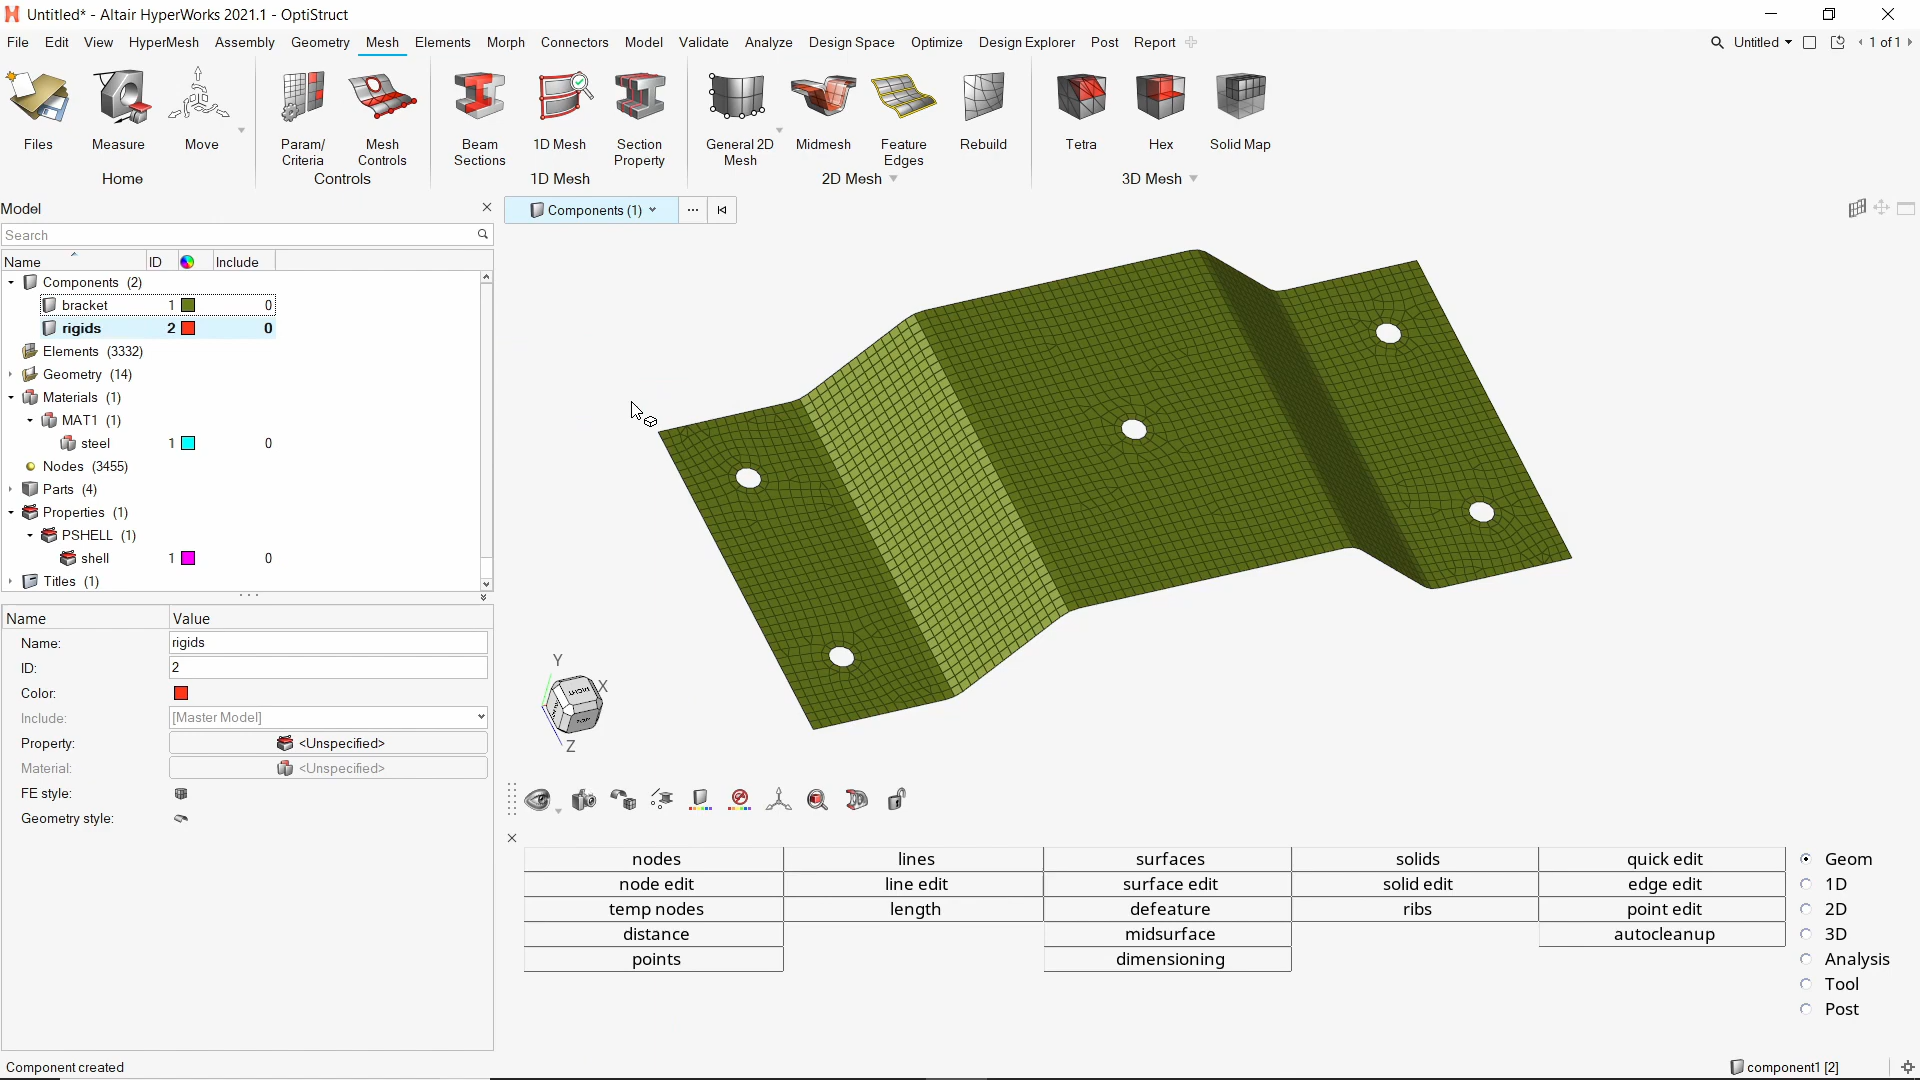 Untitled* - Altair HyperWorks 2021.1 - OptiStruct
File Edit View HyperMesh Assembly Geometry Mesh Elements Morph Connectors Model Validate Analyze Design Space Optimize Design Explorer Post Report Untitled 1 of 1
Files Measure Move Param/ Criteria Mesh Controls Beam Sections 1D Mesh Section Property General 2D Mesh Midmesh Feature Edges Rebuild Tetra Hex Solid Map
Home Controls 1D Mesh 2D Mesh 3D Mesh
Model
Components (1) ...
Search
Name ID Include
Components (2)
bracket 1 0
rigids 2 0
Elements (3332)
Geometry (14)
Materials (1)
MAT1 (1)
steel 1 0
Nodes (3455)
Parts (4)
Properties (1)
PSHELL (1)
shell 1 0
Titles (1)
Name Value
Name: rigids
ID: 2
Color:
Include: [Master Model]
Property: <Unspecified>
Material: <Unspecified>
FE style:
Geometry style:
Y
X
Z
nodes lines surfaces solids quick edit Geom
node edit line edit surface edit solid edit edge edit 1D
temp nodes length defeature ribs point edit 2D
distance midsurface autocleanup 3D
points dimensioning Analysis
Tool
Post
Component created component1 [2]